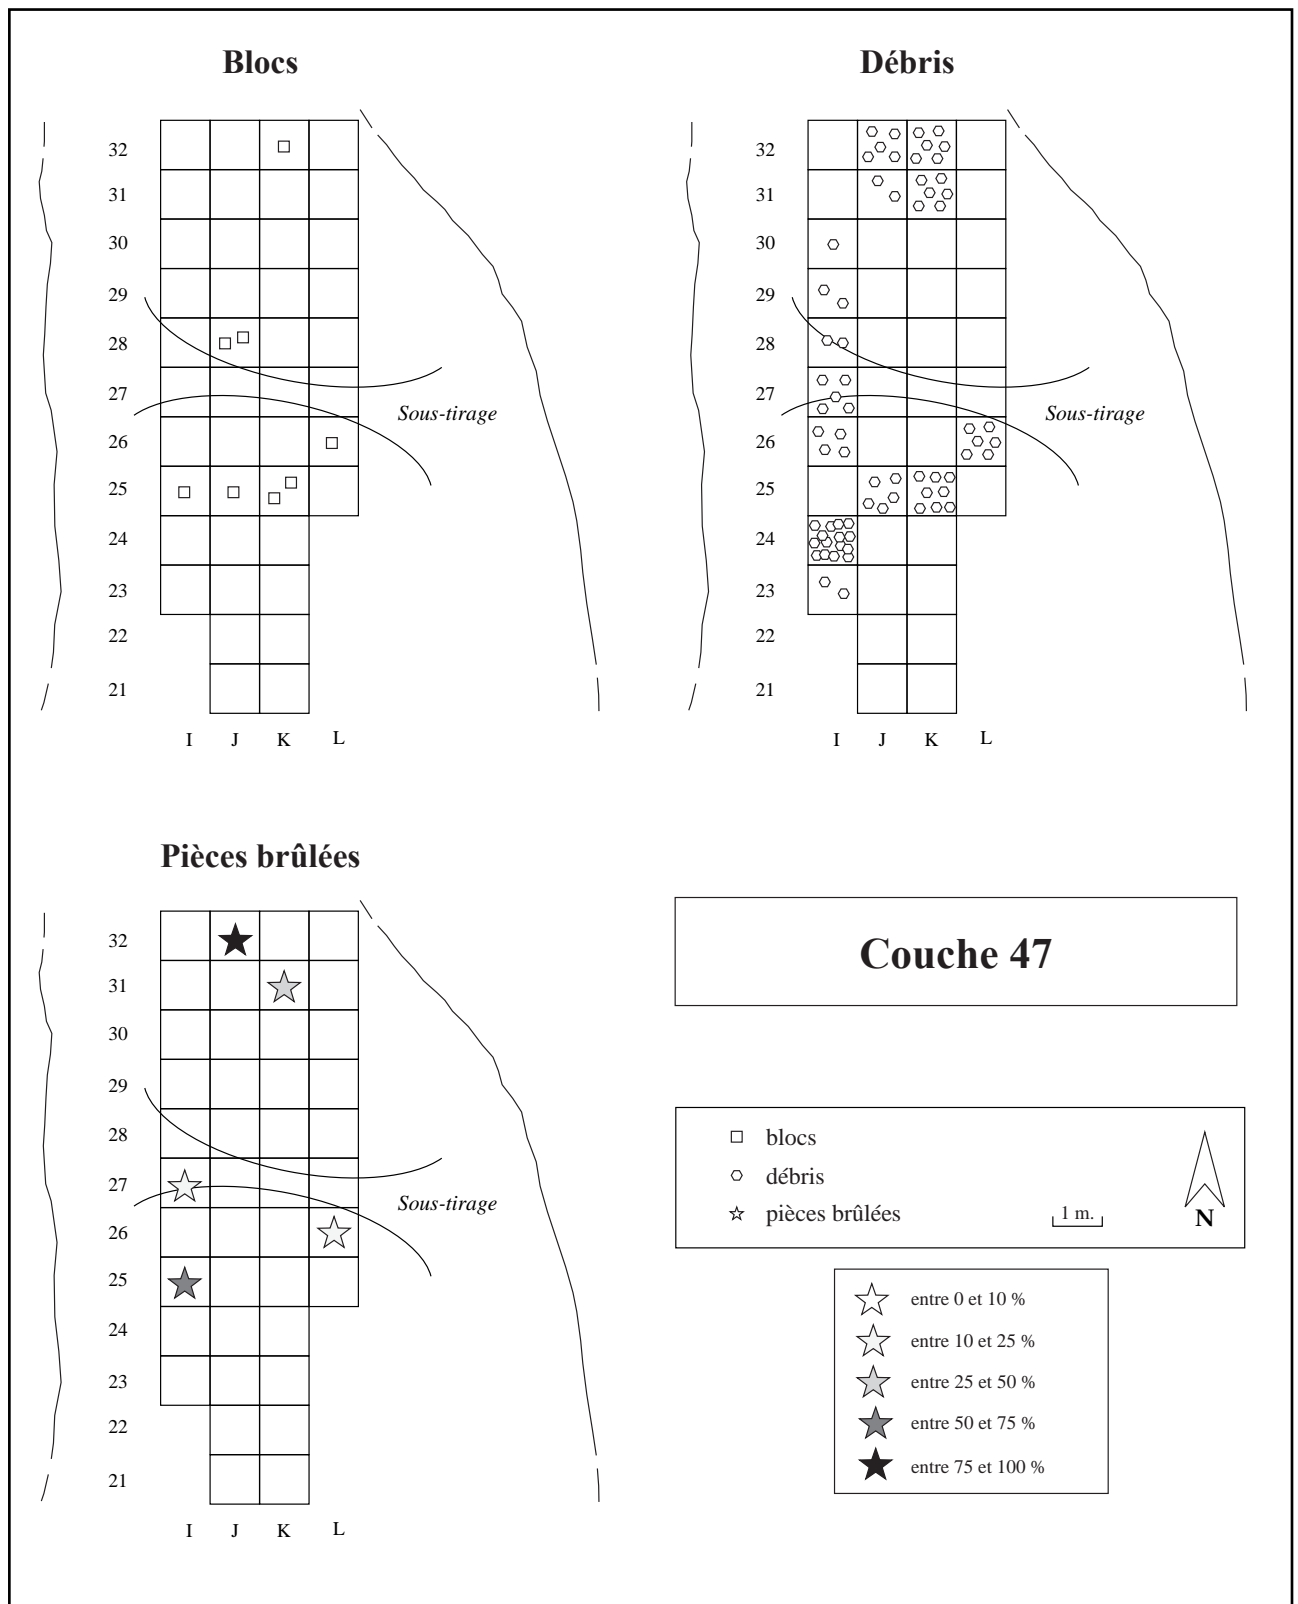 Blocs
32
31
30
29
28
27
26
25
24
23
22
21
Sous-tirage
I J K L
Débris
32
31
30
29
28
27
26
25
24
23
22
21
Sous-tirage
I J K L
Pièces brûlées
32
31
30
29
28
27
26
25
24
23
22
21
Sous-tirage
I J K L
Couche 47
blocs
débris
pièces brûlées
1 m.
N
entre 0 et 10 %
entre 10 et 25 %
entre 25 et 50 %
entre 50 et 75 %
entre 75 et 100 %